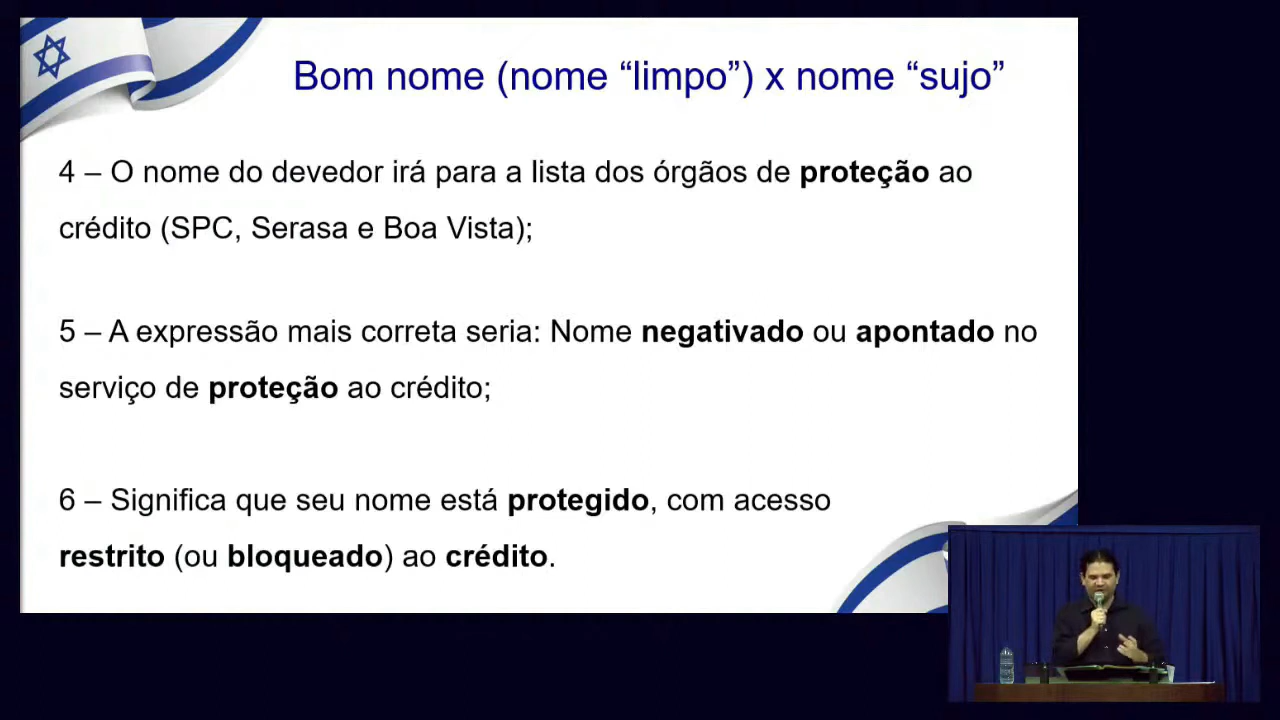 Bom nome (nome “limpo”) x nome “sujo”
4 – O nome do devedor irá para a lista dos órgãos de proteção ao
crédito (SPC, Serasa e Boa Vista);
5 – A expressão mais correta seria: Nome negativado ou apontado no
serviço de proteção ao crédito;
6 – Significa que seu nome está protegido, com acesso
restrito (ou bloqueado) ao crédito.